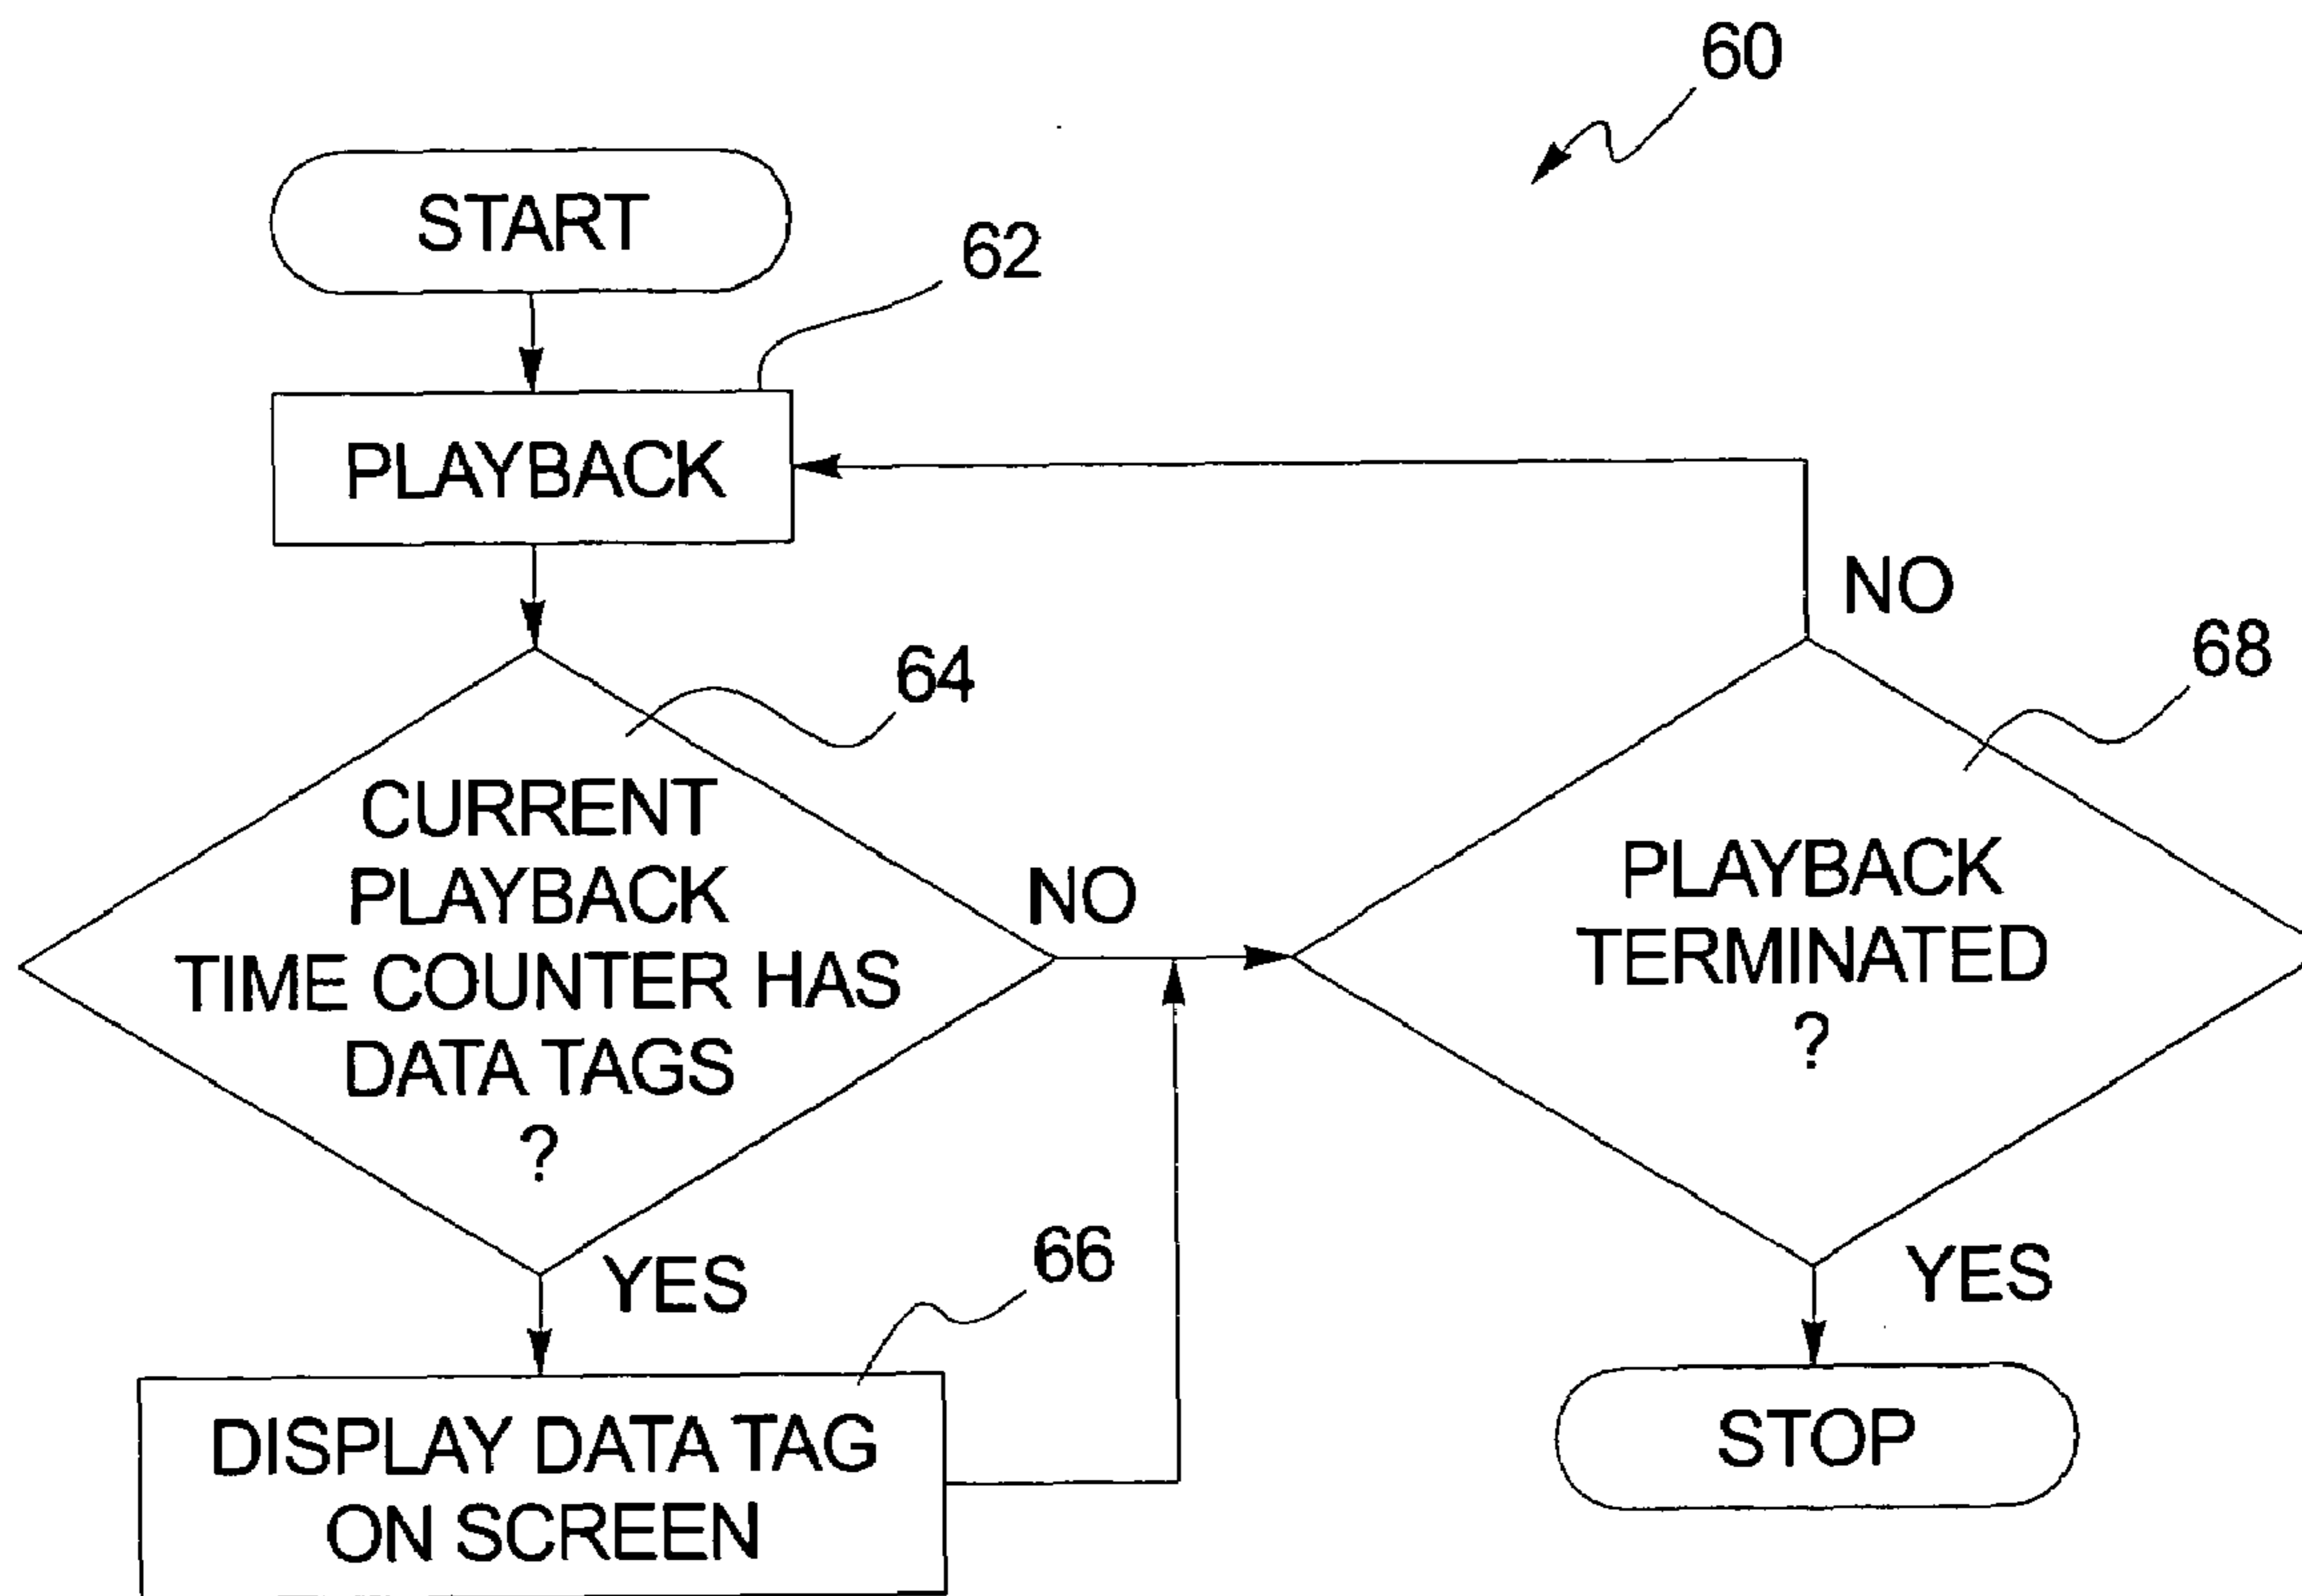 60
START
62
PLAYBACK
NO
64
68
CURRENT
PLAYBACK
TIME COUNTER HAS
DATA TAGS
?
NO
PLAYBACK
TERMINATED
?
YES
66
YES
DISPLAY DATA TAG
ON SCREEN
STOP